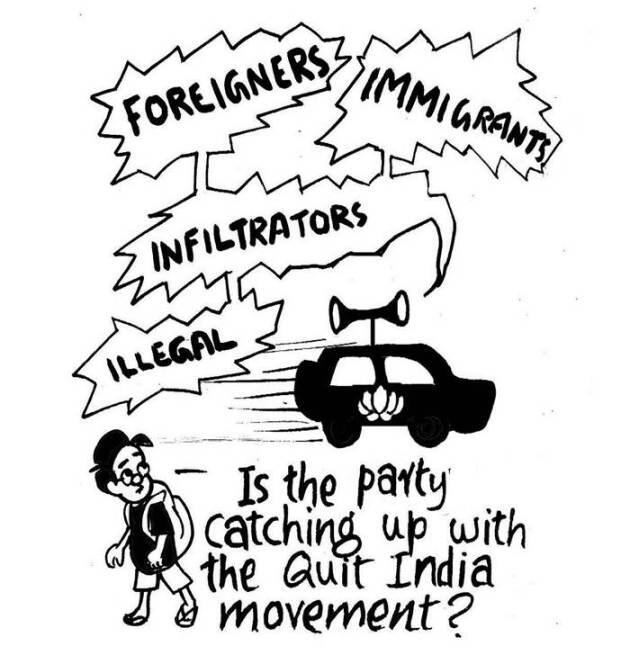 FOREIGNERS
IMMIGRANTS
INFILTRATORS
ILLEGAL
Is the party
catching up with
the Quit India
movement?